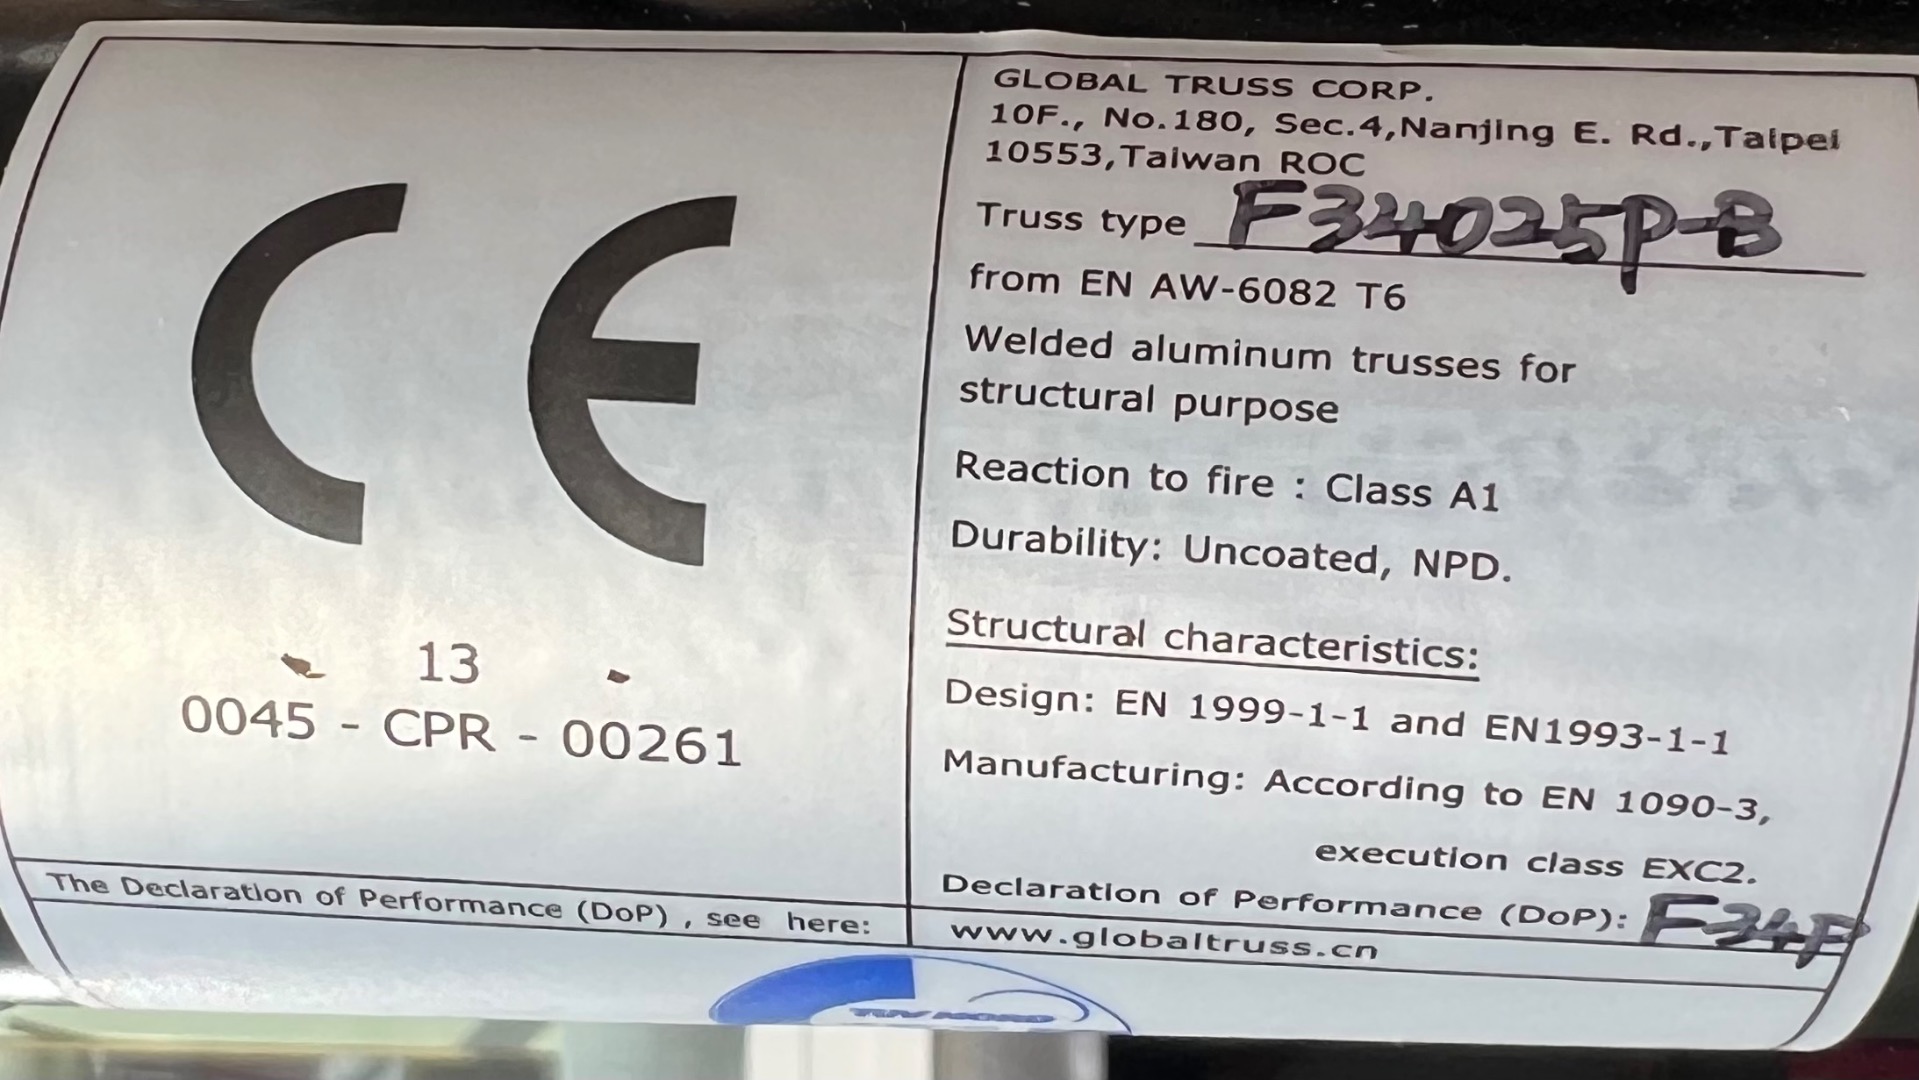 CE
13
0045 - CPR - 00261
The Declaration of Performance (DoP) , see here:
GLOBAL TRUSS CORP.
10F., No.180, Sec.4,Nanjing E. Rd.,Taipei
10553,Taiwan ROC
Truss type F34025P-B
from EN AW-6082 T6
Welded aluminum trusses for
structural purpose
Reaction to fire : Class A1
Durability: Uncoated, NPD.
Structural characteristics:
Design: EN 1999-1-1 and EN1993-1-1
Manufacturing: According to EN 1090-3,
execution class EXC2.
Declaration of Performance (DoP): F34P
www.globaltruss.cn
TUV NORD